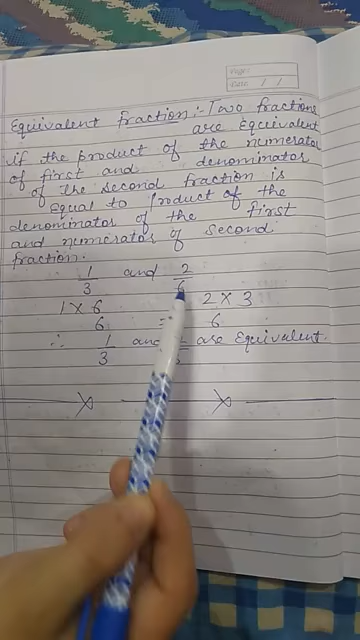 Page:
Date / /
Equivalent fraction:- Two fractions
are Equivalent
if the product of the numerator
of first and denominator
of the second fraction is
Equal to Product of the
denominator of the first
and numerator of second
fraction.
1/3 and 2/6
1 × 6 2 × 3
6 = 6
∴ 1/3 and are Equivalent.